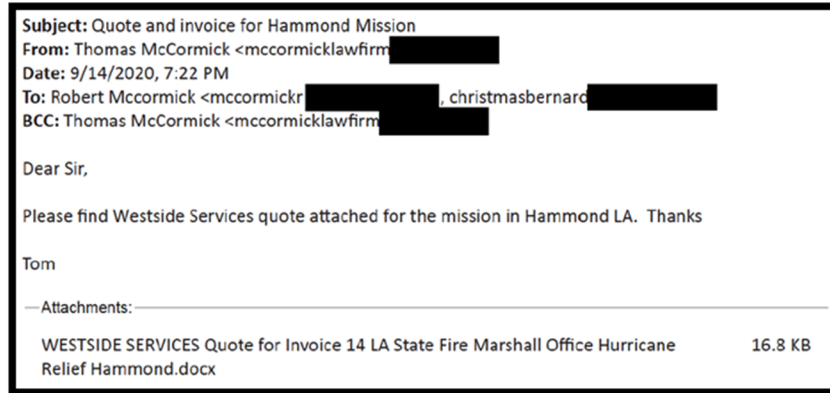 Subject: Quote and invoice for Hammond Mission
From: Thomas McCormick <mccormicklawfirm
Date: 9/14/2020, 7:22 PM
To: Robert Mccormick <mccormickr , christmasbernard
BCC: Thomas McCormick <mccormicklawfirm
Dear Sir,
Please find Westside Services quote attached for the mission in Hammond LA. Thanks
Tom
Attachments:
WESTSIDE SERVICES Quote for Invoice 14 LA State Fire Marshall Office Hurricane 16.8 KB
Relief Hammond.docx